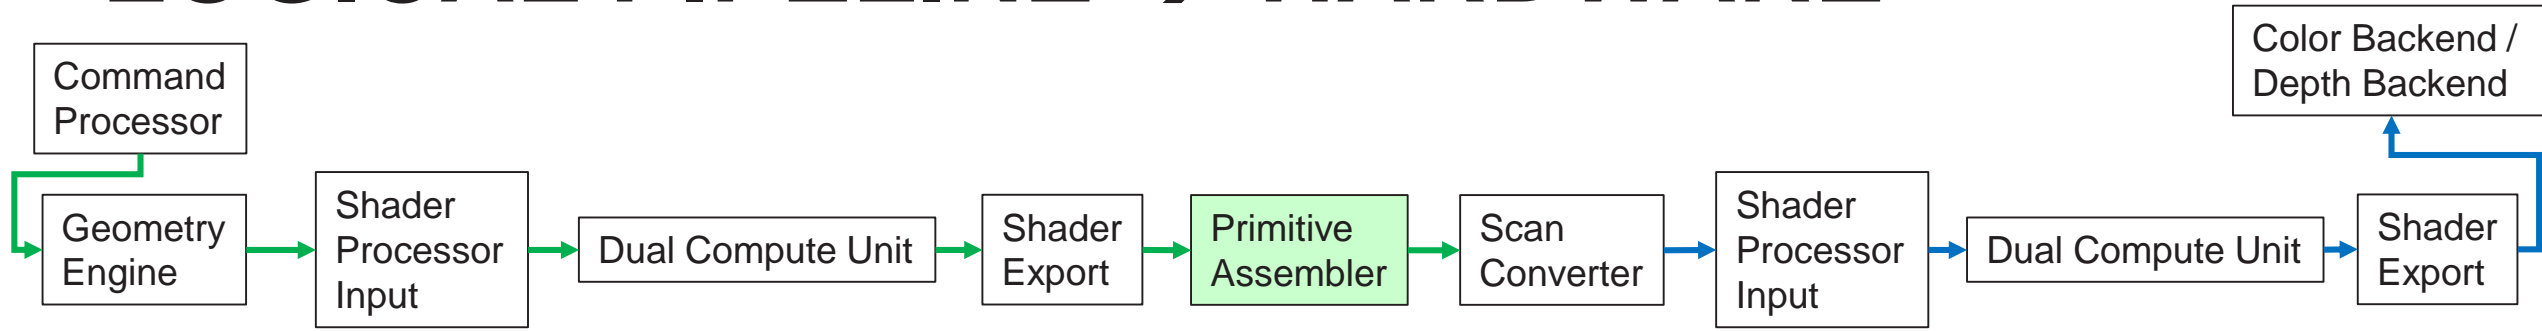 Command
Processor
Geometry
Engine
Shader
Processor
Input
Dual Compute Unit
Shader
Export
Primitive
Assembler
Scan
Converter
Shader
Processor
Input
Dual Compute Unit
Shader
Export
Color Backend /
Depth Backend